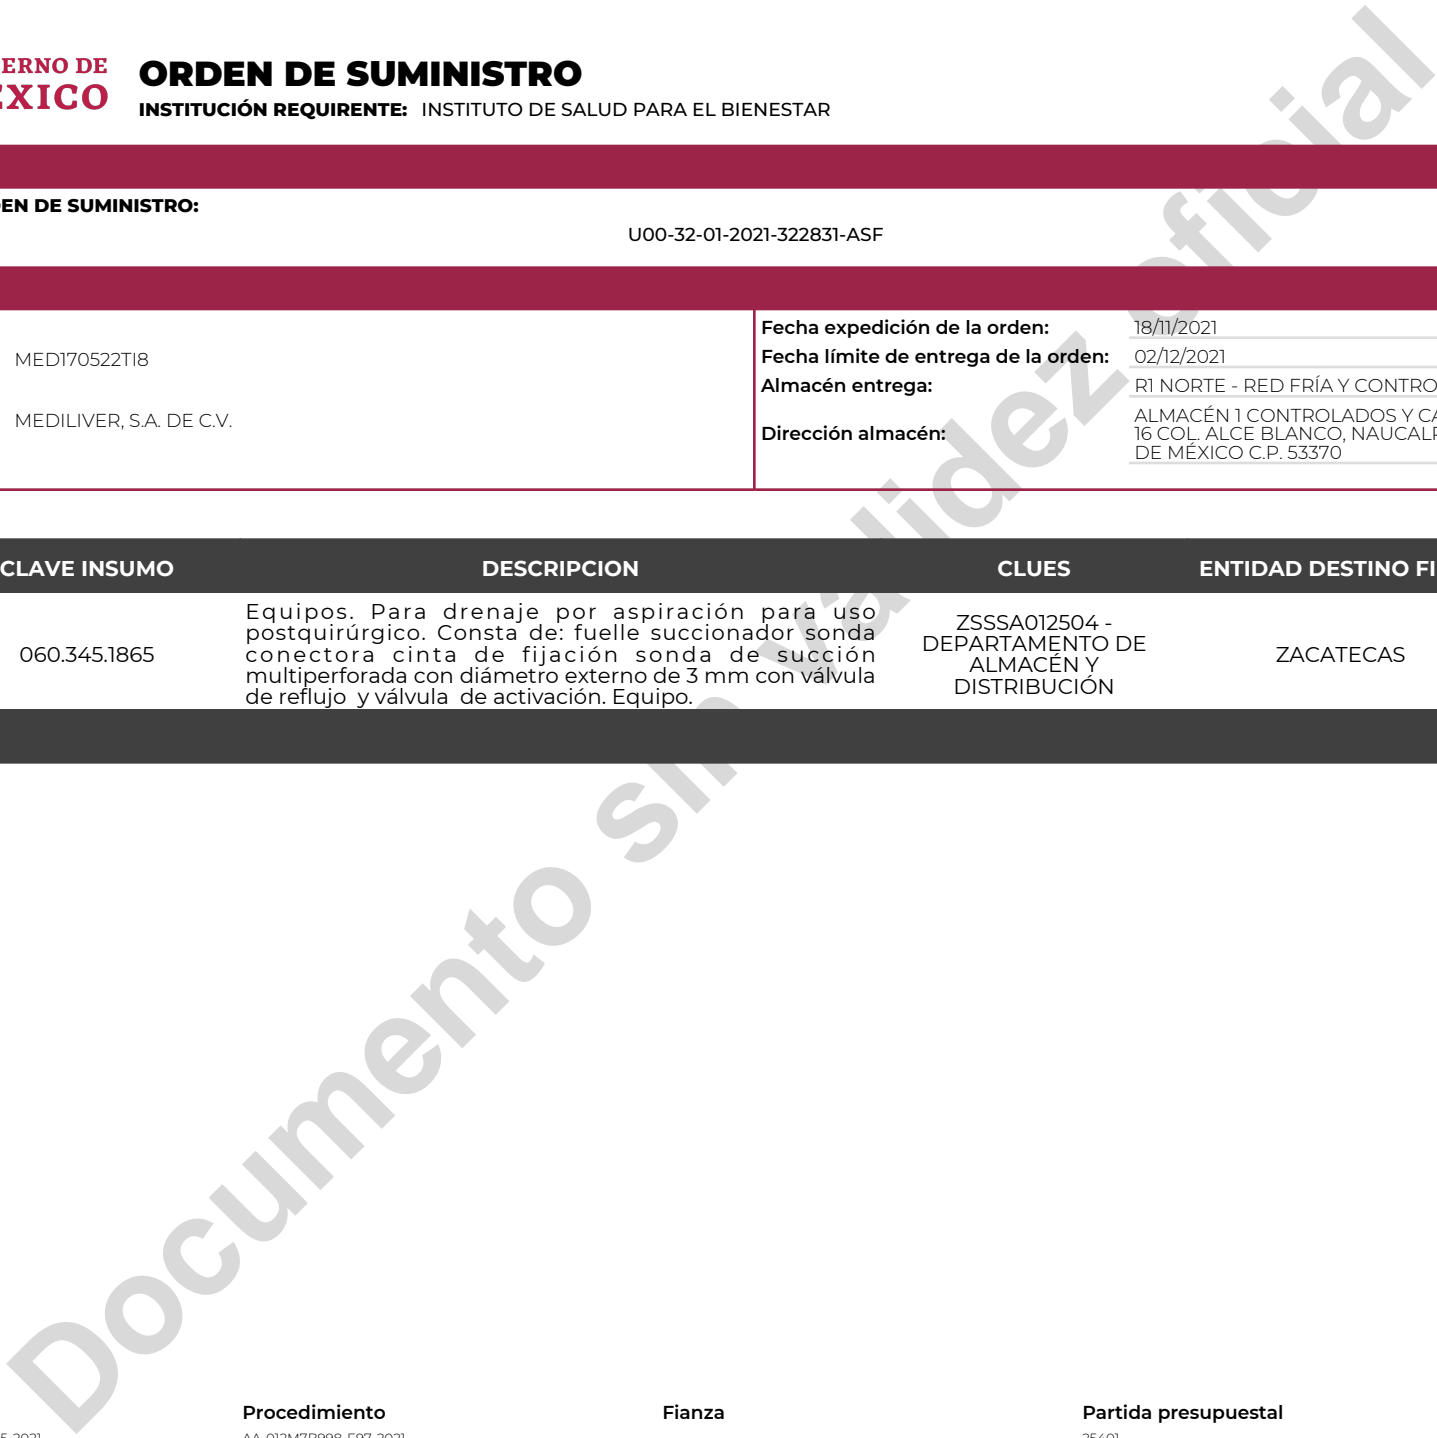 ERNO DE
EXICO
ORDEN DE SUMINISTRO
INSTITUCIÓN REQUIRENTE: INSTITUTO DE SALUD PARA EL BIENESTAR
EN DE SUMINISTRO:
U00-32-01-2021-322831-ASF
MED170522TI8
MEDILIVER, S.A. DE C.V.
Fecha expedición de la orden: 18/11/2021
Fecha límite de entrega de la orden: 02/12/2021
Almacén entrega: R1 NORTE - RED FRÍA Y CONTRO
Dirección almacén: ALMACÉN 1 CONTROLADOS Y CA
16 COL. ALCE BLANCO, NAUCALP
DE MÉXICO C.P. 53370
CLAVE INSUMO DESCRIPCION CLUES ENTIDAD DESTINO FI
060.345.1865
Equipos. Para drenaje por aspiración para uso
postquirúrgico. Consta de: fuelle succionador sonda
conectora cinta de fijación sonda de succión
multiperforada con diámetro externo de 3 mm con válvula
de reflujo y válvula de activación. Equipo.
ZSSSA012504 -
DEPARTAMENTO DE
ALMACÉN Y
DISTRIBUCIÓN
ZACATECAS
Documento sin validez oficial
Procedimiento Fianza Partida presupuestal